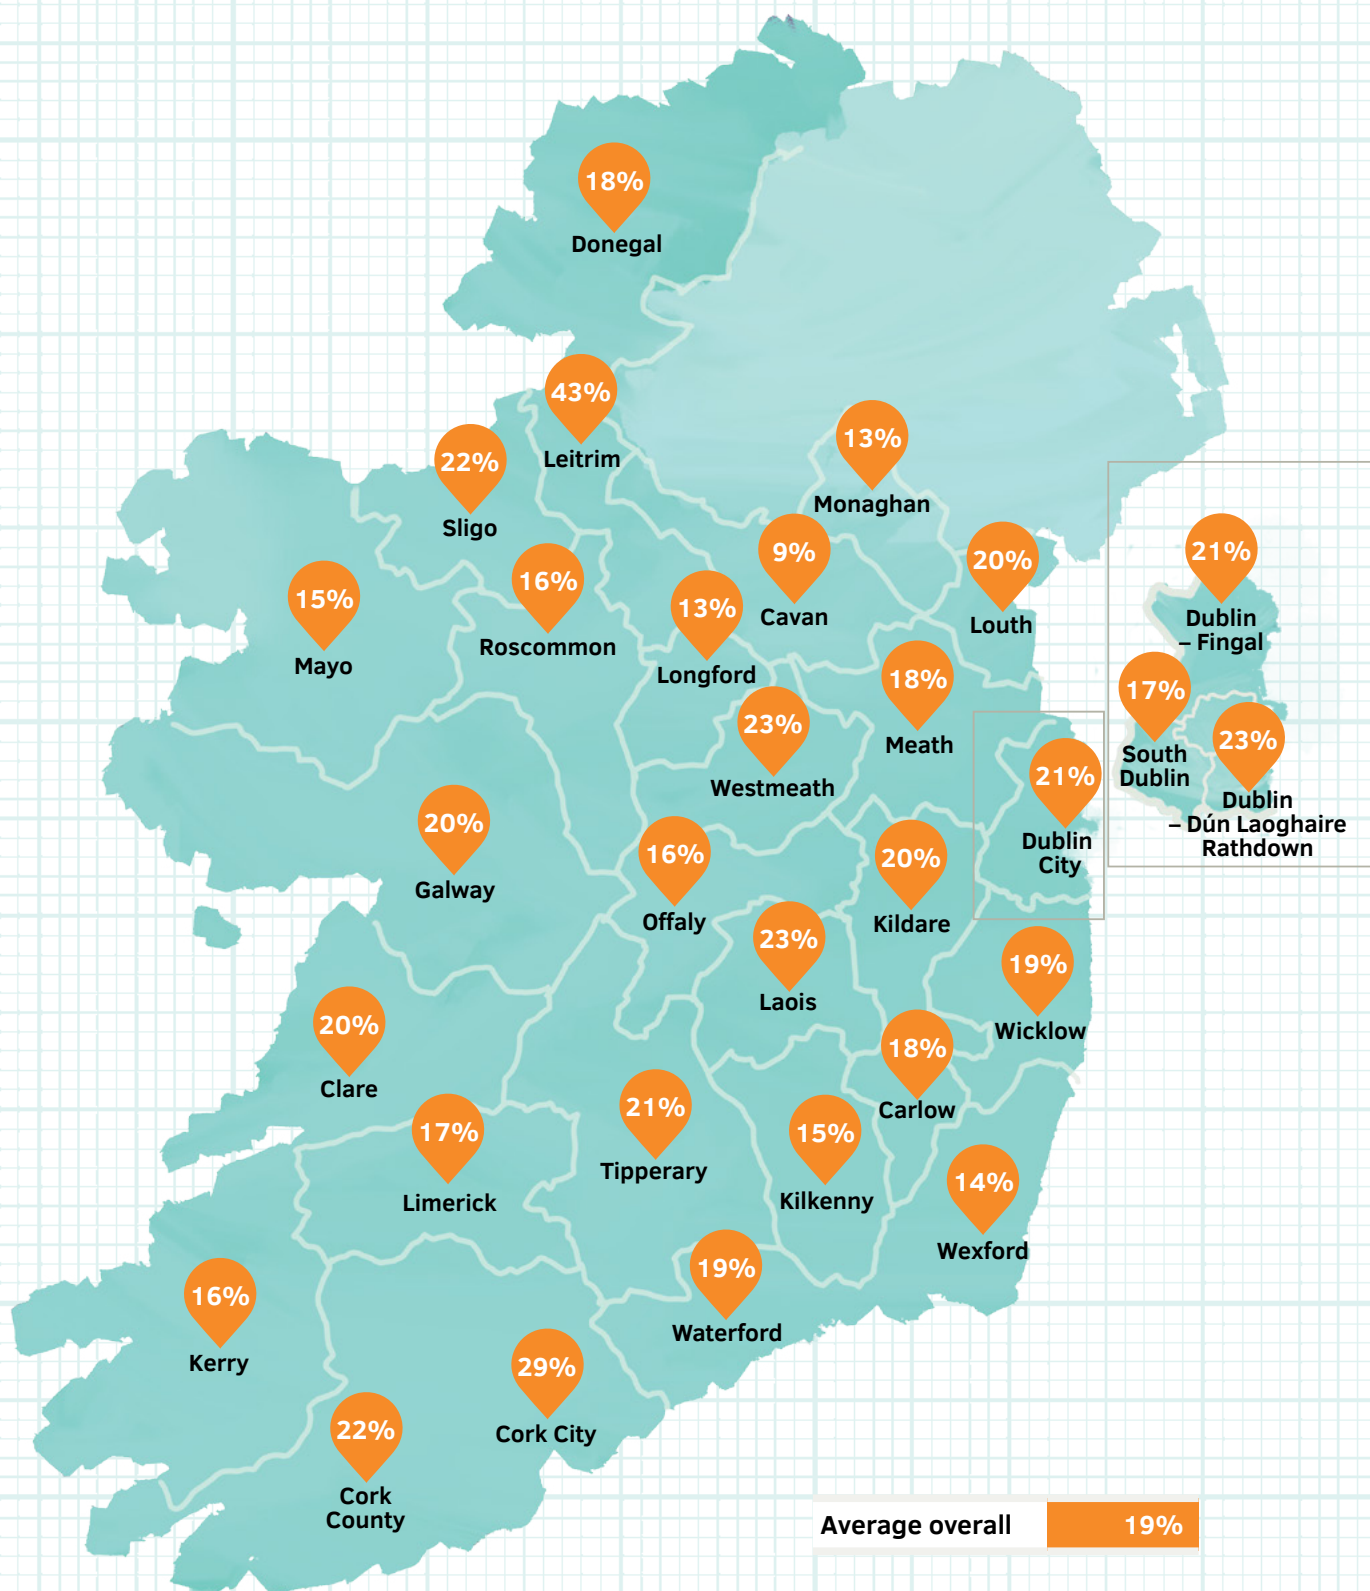 18%
Donegal
43%
Leitrim
13%
Monaghan
22%
Sligo
9%
Cavan
20%
Louth
21%
Dublin
– Fingal
15%
Mayo
16%
Roscommon
13%
Longford
18%
Meath
17%
South
Dublin
23%
Dublin
– Dún Laoghaire
Rathdown
23%
Westmeath
21%
Dublin
City
20%
Galway
16%
Offaly
20%
Kildare
23%
Laois
19%
Wicklow
20%
Clare
18%
Carlow
17%
Limerick
21%
Tipperary
15%
Kilkenny
14%
Wexford
16%
Kerry
19%
Waterford
29%
Cork City
22%
Cork
County
Average overall 19%